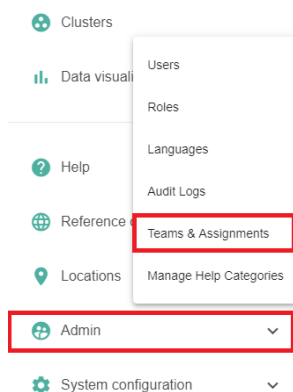 Clusters
Data visuali
Users
Roles
Languages
Audit Logs
Teams & Assignments
Manage Help Categories
Help
Reference
Locations
Admin
System configuration